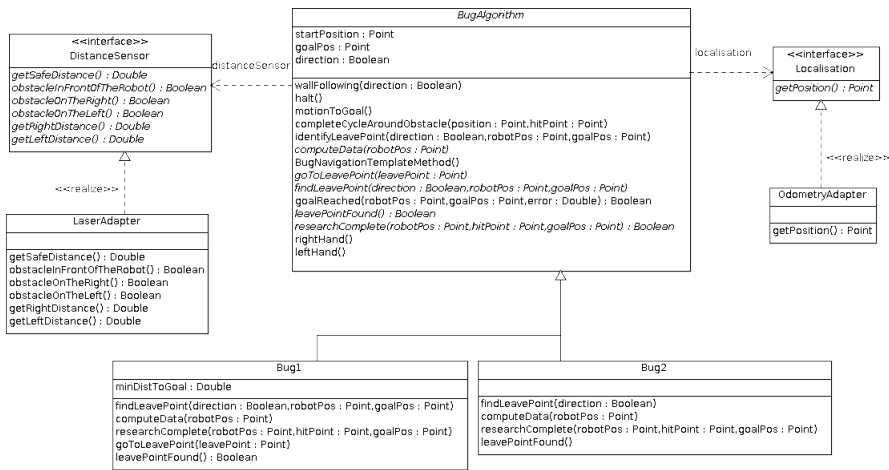 BugAlgorithm
startPosition : Point
goalPos : Point
direction : Boolean
wallFollowing(direction : Boolean)
halt()
motionToGoal()
completeCycleAroundObstacle(position : Point,hitPoint : Point)
identifyLeavePoint(direction : Boolean,robotPos : Point,goalPos : Point)
computeData(robotPos : Point)
BugNavigationTemplateMethod()
goToLeavePoint(leavePoint : Point)
findLeavePoint(direction : Boolean,robotPos : Point,goalPos : Point)
goalReached(robotPos : Point,goalPos : Point,error : Double) : Boolean
leavePointFound() : Boolean
researchComplete(robotPos : Point,hitPoint : Point,goalPos : Point) : Boolean
rightHand()
leftHand()
<<interface>>
DistanceSensor
getSafeDistance() : Double
obstacleInFrontOfTheRobot() : Boolean
obstacleOnTheRight() : Boolean
obstacleOnTheLeft() : Boolean
getRightDistance() : Double
getLeftDistance() : Double
distanceSensor
localisation
<<interface>>
Localisation
getPosition() : Point
<<realize>>
<<realize>>
LaserAdapter
getSafeDistance() : Double
obstacleInFrontOfTheRobot() : Boolean
obstacleOnTheRight() : Boolean
obstacleOnTheLeft() : Boolean
getRightDistance() : Double
getLeftDistance() : Double
OdometryAdapter
getPosition() : Point
Bug1
minDistToGoal : Double
findLeavePoint(direction : Boolean,robotPos : Point,goalPos : Point)
computeData(robotPos : Point)
researchComplete(robotPos : Point,hitPoint : Point,goalPos : Point)
goToLeavePoint(leavePoint : Point)
leavePointFound() : Boolean
Bug2
findLeavePoint(direction : Boolean)
computeData(robotPos : Point)
researchComplete(robotPos : Point,hitPoint : Point,goalPos : Point)
leavePointFound()